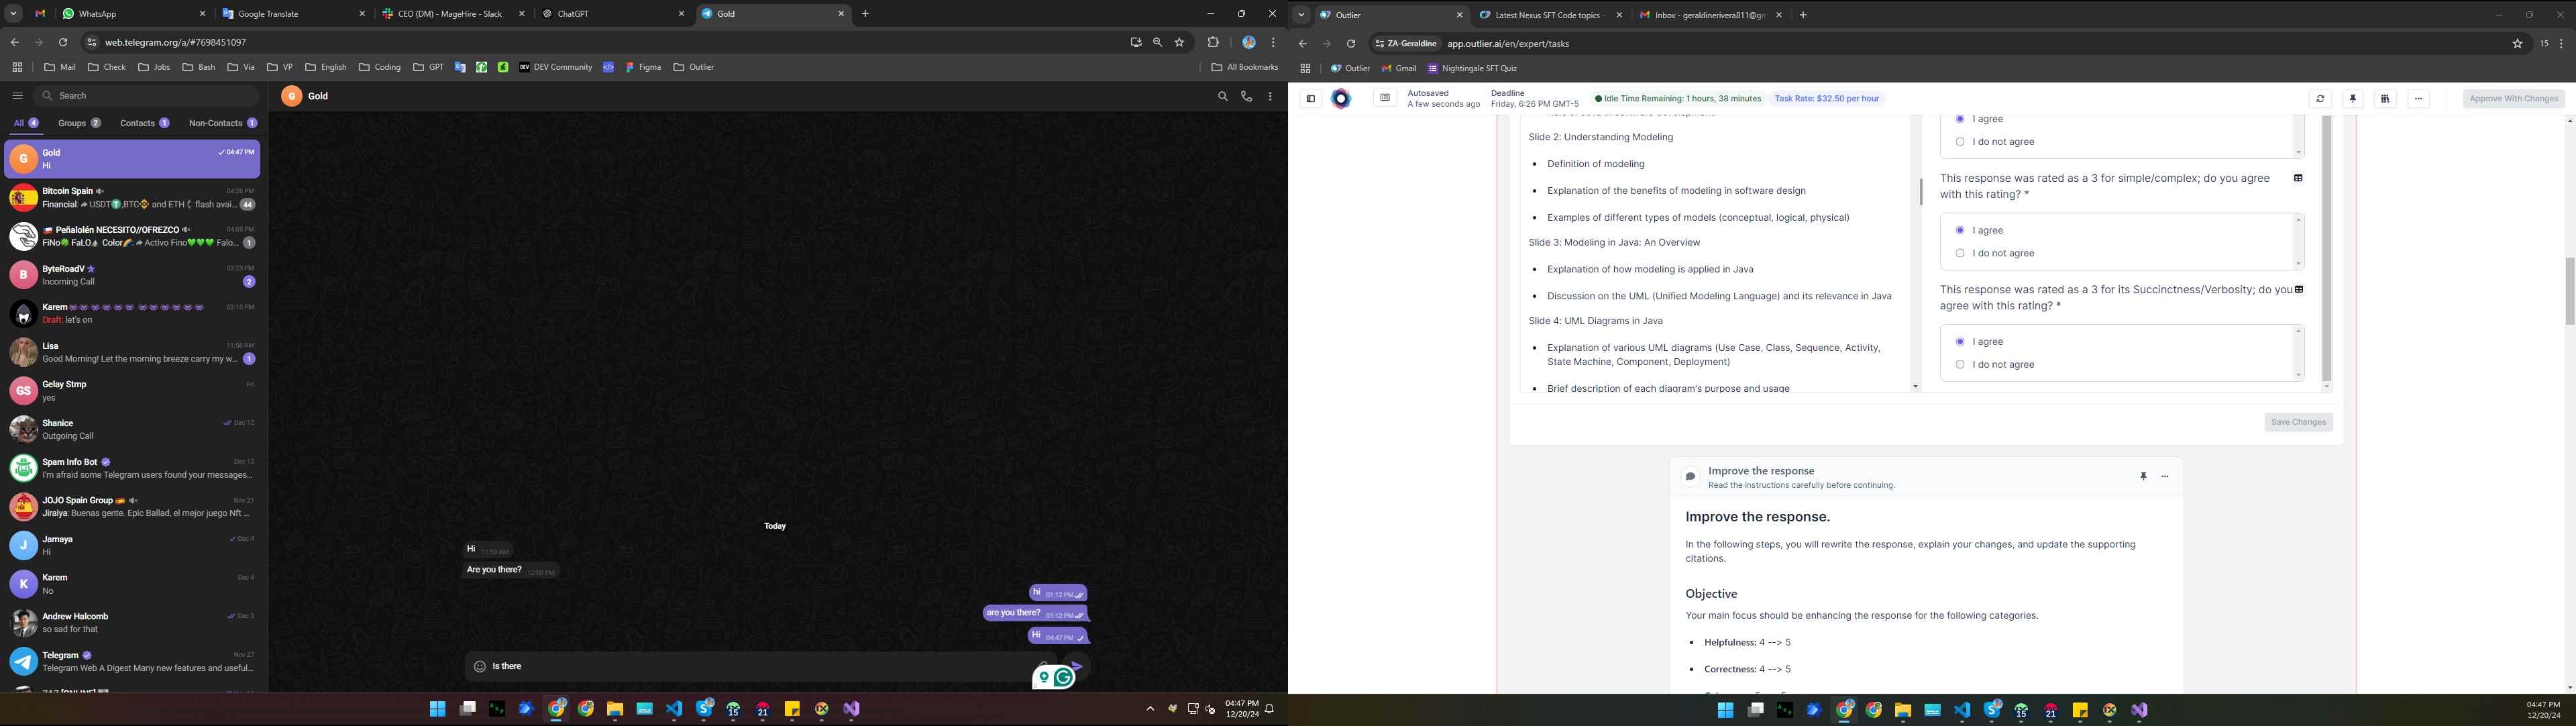 WhatsApp
Google Translate
CEO (DM) - MageHire - Slack
ChatGPT
Gold
web.telegram.org/a/#7698451097
Mail
Check
Jobs
Bash
Via
VP
English
Coding
GPT
DEV Community
Figma
Outlier
All Bookmarks
Search
All 4
Groups 2
Contacts 1
Non-Contacts 1
G
Gold
04:47 PM
Hi
Bitcoin Spain
04:26 PM
Financial: USDT,BTC and ETH flash avai... 44
Peñalolén NECESITO//OFREZCO
04:05 PM
FiNo FaLO Color: Activo Fino Falo... 1
B
ByteRoadV
03:23 PM
Incoming Call 2
Karem
02:15 PM
Draft: let's on
Lisa
11:56 AM
Good Morning! Let the morning breeze carry my w... 1
GS
Gelay Stmp
Fri
yes
Shanice
Dec 12
Outgoing Call
Spam Info Bot
Dec 12
I'm afraid some Telegram users found your messages...
JOJO Spain Group
Nov 21
Jiraiya: Buenas gente. Epic Ballad, el mejor juego Nft ...
J
Jamaya
Dec 4
Hi
K
Karem
Dec 4
No
Andrew Halcomb
Dec 3
so sad for that
Telegram
Nov 27
Telegram Web A Digest Many new features and useful...
G
Gold
Today
Hi 11:59 AM
Are you there? 12:00 PM
hi 01:12 PM
are you there? 01:12 PM
Hi 04:47 PM
Is there
04:47 PM
12/20/24
Outlier
Latest Nexus SFT Code topics -
Inbox - geraldinerivera811@gm
ZA-Geraldine
app.outlier.ai/en/expert/tasks
15
Outlier
Gmail
Nightingale SFT Quiz
Autosaved
A few seconds ago
Deadline
Friday, 6:26 PM GMT-5
Idle Time Remaining: 1 hours, 38 minutes
Task Rate: $32.50 per hour
Approve With Changes
Slide 2: Understanding Modeling
• Definition of modeling
• Explanation of the benefits of modeling in software design
• Examples of different types of models (conceptual, logical, physical)
Slide 3: Modeling in Java: An Overview
• Explanation of how modeling is applied in Java
• Discussion on the UML (Unified Modeling Language) and its relevance in Java
Slide 4: UML Diagrams in Java
• Explanation of various UML diagrams (Use Case, Class, Sequence, Activity,
State Machine, Component, Deployment)
• Brief description of each diagram's purpose and usage
I agree
I do not agree
This response was rated as a 3 for simple/complex; do you agree
with this rating? *
I agree
I do not agree
This response was rated as a 3 for its Succinctness/Verbosity; do you
agree with this rating? *
I agree
I do not agree
Save Changes
Improve the response
Read the instructions carefully before continuing.
Improve the response.
In the following steps, you will rewrite the response, explain your changes, and update the supporting
citations.
Objective
Your main focus should be enhancing the response for the following categories.
• Helpfulness: 4 --> 5
• Correctness: 4 --> 5
04:47 PM
12/20/24